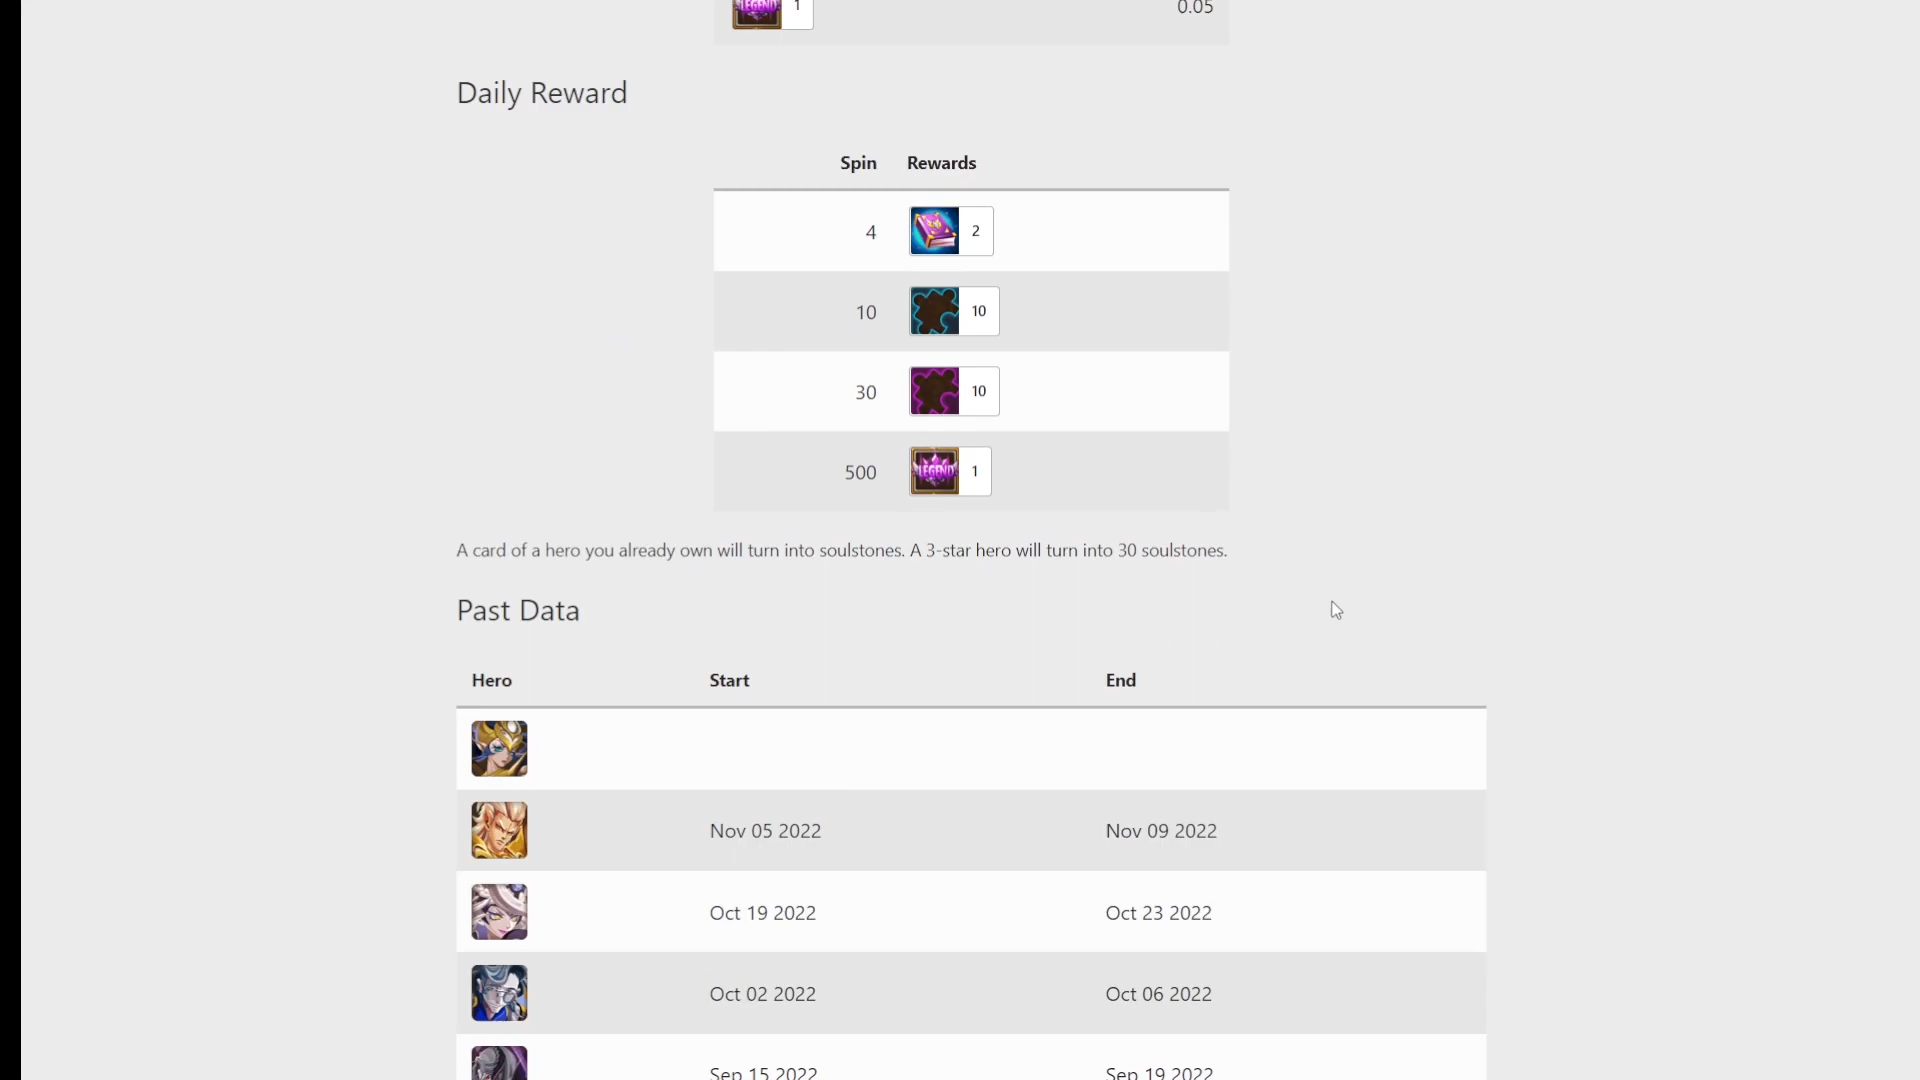 LEGEND 1 0.05
Daily Reward
Spin Rewards
4 2
10 10
30 10
500 LEGEND 1
A card of a hero you already own will turn into soulstones. A 3-star hero will turn into 30 soulstones.
Past Data
Hero Start End
Nov 05 2022 Nov 09 2022
Oct 19 2022 Oct 23 2022
Oct 02 2022 Oct 06 2022
Sep 15 2022 Sep 19 2022